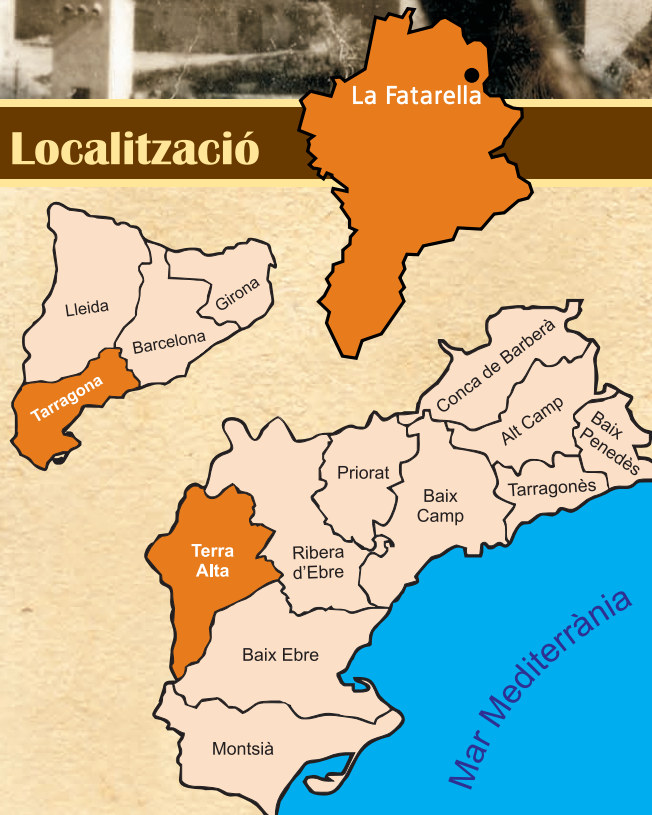 La Fatarella
Localització
Lleida
Girona
Barcelona
Tarragona
Conca de Barberà
Alt Camp
Baix
Penedès
Priorat
Baix
Camp
Tarragonès
Terra
Alta
Ribera
d'Ebre
Baix Ebre
Montsià
Mar Mediterrània